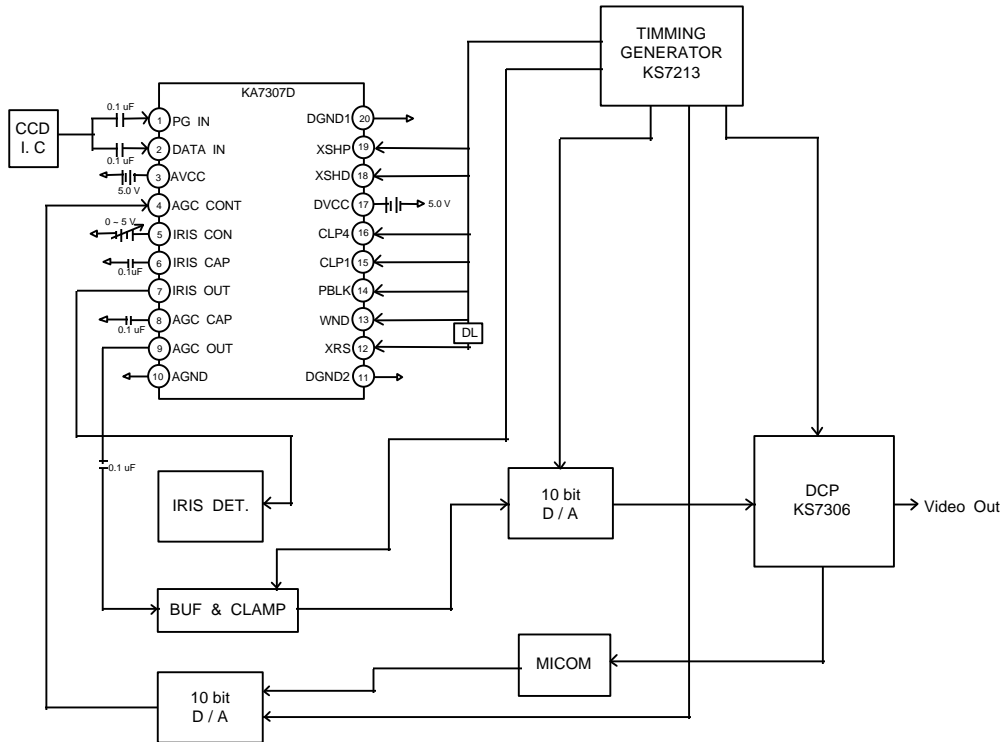 TIMMING
GENERATOR
KS7213
KA7307D
0.1 uF
CCD
I. C
0.1 uF
1 PG IN
2 DATA IN
3 AVCC
5.0 V
4 AGC CONT
0 ~ 5 V
5 IRIS CON
6 IRIS CAP
0.1uF
7 IRIS OUT
8 AGC CAP
0.1 uF
9 AGC OUT
10 AGND
DGND1 20
XSHP 19
XSHD 18
DVCC 17
5.0 V
CLP4 16
CLP1 15
PBLK 14
WND 13
DL
XRS 12
DGND2 11
0.1 uF
IRIS DET.
10 bit
D / A
DCP
KS7306
Video Out
BUF & CLAMP
MICOM
10 bit
D / A